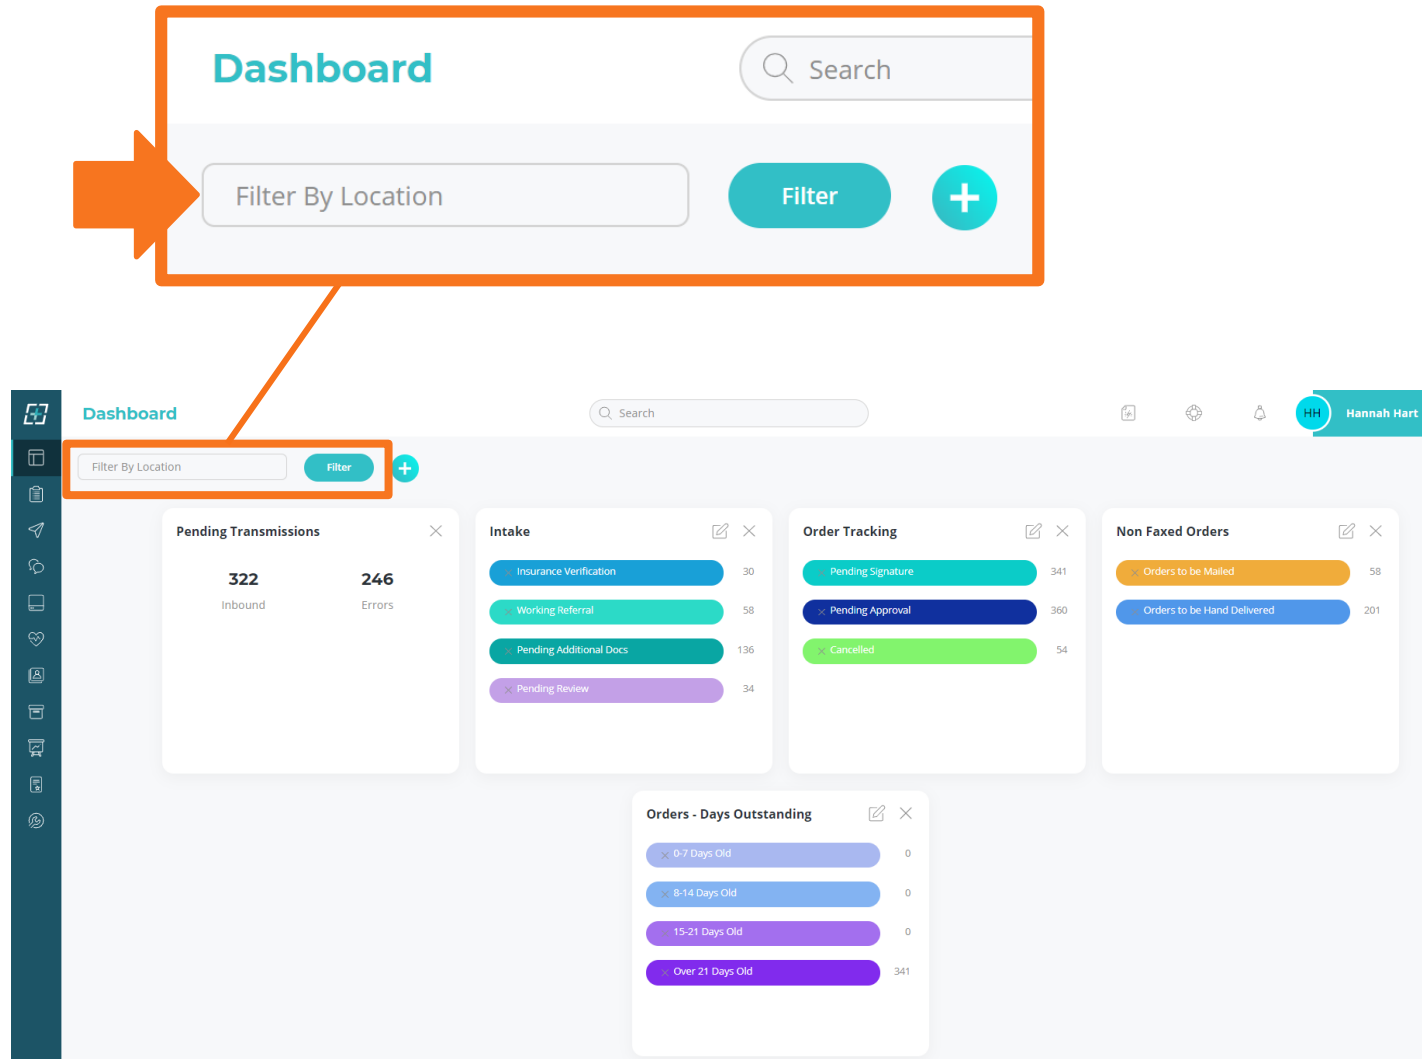 Dashboard
Search
Filter By Location
Filter
Dashboard
Search
HH
Hannah Hart
Filter By Location
Filter
Pending Transmissions
322
246
Inbound
Errors
Intake
Insurance Verification 30
Working Referral 58
Pending Additional Docs 136
Pending Review 34
Order Tracking
Pending Signature 341
Pending Approval 360
Cancelled 54
Non Faxed Orders
Orders to be Mailed 58
Orders to be Hand Delivered 201
Orders - Days Outstanding
0-7 Days Old 0
8-14 Days Old 0
15-21 Days Old 0
Over 21 Days Old 341